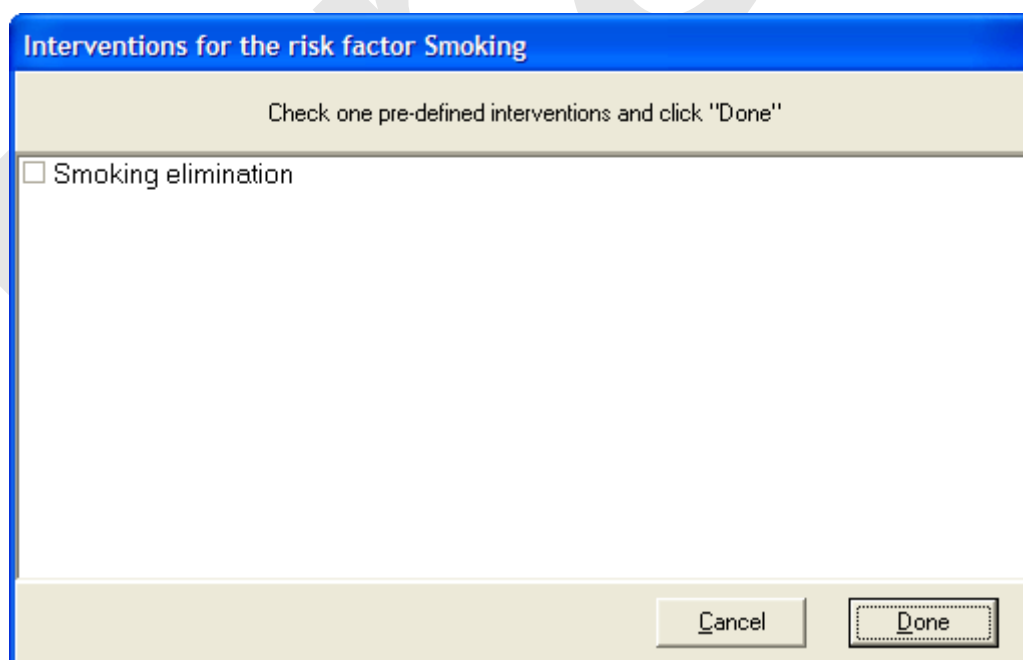 Interventions for the risk factor Smoking
Check one pre-defined interventions and click "Done"
Smoking elimination
Cancel
Done